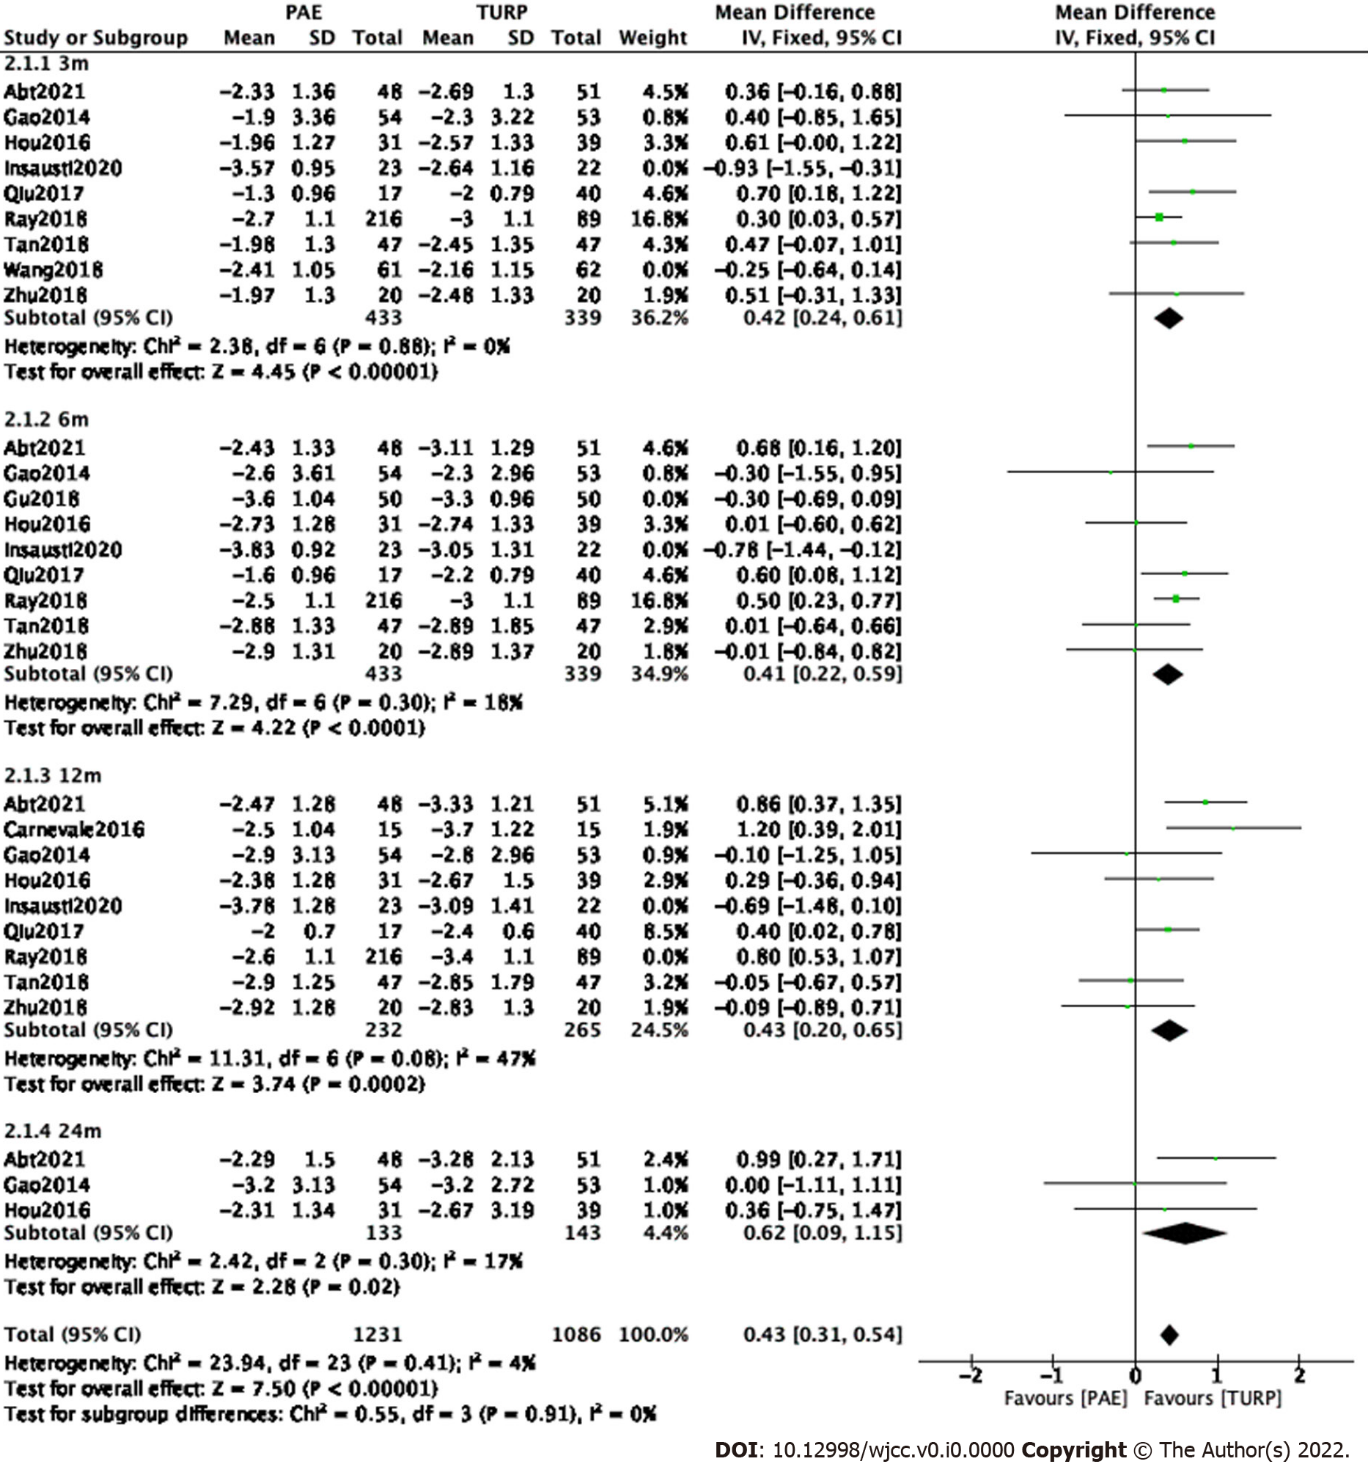 PAE TURP Mean Difference Mean Difference
Study or Subgroup Mean SD Total Mean SD Total Weight IV, Fixed, 95% CI IV, Fixed, 95% CI
2.1.1 3m
Abt2021 −2.33 1.36 48 −2.69 1.3 51 4.5% 0.36 [−0.16, 0.88]
Gao2014 −1.9 3.36 54 −2.3 3.22 53 0.8% 0.40 [−0.85, 1.65]
Hou2016 −1.96 1.27 31 −2.57 1.33 39 3.3% 0.61 [−0.00, 1.22]
Insausti2020 −3.57 0.95 23 −2.64 1.16 22 0.0% −0.93 [−1.55, −0.31]
Qiu2017 −1.3 0.96 17 −2 0.79 40 4.6% 0.70 [0.18, 1.22]
Ray2018 −2.7 1.1 216 −3 1.1 89 16.8% 0.30 [0.03, 0.57]
Tan2018 −1.98 1.3 47 −2.45 1.35 47 4.3% 0.47 [−0.07, 1.01]
Wang2018 −2.41 1.05 61 −2.16 1.15 62 0.0% −0.25 [−0.64, 0.14]
Zhu2018 −1.97 1.3 20 −2.48 1.33 20 1.9% 0.51 [−0.31, 1.33]
Subtotal (95% CI) 433 339 36.2% 0.42 [0.24, 0.61]
Heterogeneity: Chi² = 2.38, df = 6 (P = 0.88); I² = 0%
Test for overall effect: Z = 4.45 (P < 0.00001)
2.1.2 6m
Abt2021 −2.43 1.33 48 −3.11 1.29 51 4.6% 0.68 [0.16, 1.20]
Gao2014 −2.6 3.61 54 −2.3 2.96 53 0.8% −0.30 [−1.55, 0.95]
Gu2018 −3.6 1.04 50 −3.3 0.96 50 0.0% −0.30 [−0.69, 0.09]
Hou2016 −2.73 1.28 31 −2.74 1.33 39 3.3% 0.01 [−0.60, 0.62]
Insausti2020 −3.83 0.92 23 −3.05 1.31 22 0.0% −0.78 [−1.44, −0.12]
Qiu2017 −1.6 0.96 17 −2.2 0.79 40 4.6% 0.60 [0.08, 1.12]
Ray2018 −2.5 1.1 216 −3 1.1 89 16.8% 0.50 [0.23, 0.77]
Tan2018 −2.88 1.33 47 −2.89 1.85 47 2.9% 0.01 [−0.64, 0.66]
Zhu2018 −2.9 1.31 20 −2.89 1.37 20 1.8% −0.01 [−0.84, 0.82]
Subtotal (95% CI) 433 339 34.9% 0.41 [0.22, 0.59]
Heterogeneity: Chi² = 7.29, df = 6 (P = 0.30); I² = 18%
Test for overall effect: Z = 4.22 (P < 0.0001)
2.1.3 12m
Abt2021 −2.47 1.28 48 −3.33 1.21 51 5.1% 0.86 [0.37, 1.35]
Carnevale2016 −2.5 1.04 15 −3.7 1.22 15 1.9% 1.20 [0.39, 2.01]
Gao2014 −2.9 3.13 54 −2.8 2.96 53 0.9% −0.10 [−1.25, 1.05]
Hou2016 −2.38 1.28 31 −2.67 1.5 39 2.9% 0.29 [−0.36, 0.94]
Insausti2020 −3.78 1.28 23 −3.09 1.41 22 0.0% −0.69 [−1.48, 0.10]
Qiu2017 −2 0.7 17 −2.4 0.6 40 8.5% 0.40 [0.02, 0.78]
Ray2018 −2.6 1.1 216 −3.4 1.1 89 0.0% 0.80 [0.53, 1.07]
Tan2018 −2.9 1.25 47 −2.85 1.79 47 3.2% −0.05 [−0.67, 0.57]
Zhu2018 −2.92 1.28 20 −2.83 1.3 20 1.9% −0.09 [−0.89, 0.71]
Subtotal (95% CI) 232 265 24.5% 0.43 [0.20, 0.65]
Heterogeneity: Chi² = 11.31, df = 6 (P = 0.08); I² = 47%
Test for overall effect: Z = 3.74 (P = 0.0002)
2.1.4 24m
Abt2021 −2.29 1.5 48 −3.28 2.13 51 2.4% 0.99 [0.27, 1.71]
Gao2014 −3.2 3.13 54 −3.2 2.72 53 1.0% 0.00 [−1.11, 1.11]
Hou2016 −2.31 1.34 31 −2.67 3.19 39 1.0% 0.36 [−0.75, 1.47]
Subtotal (95% CI) 133 143 4.4% 0.62 [0.09, 1.15]
Heterogeneity: Chi² = 2.42, df = 2 (P = 0.30); I² = 17%
Test for overall effect: Z = 2.28 (P = 0.02)
Total (95% CI) 1231 1086 100.0% 0.43 [0.31, 0.54]
Heterogeneity: Chi² = 23.94, df = 23 (P = 0.41); I² = 4%
Test for overall effect: Z = 7.50 (P < 0.00001)
Test for subgroup differences: Chi² = 0.55, df = 3 (P = 0.91), I² = 0%
−2 −1 0 1 2
Favours [PAE] Favours [TURP]
DOI: 10.12998/wjcc.v0.i0.0000 Copyright © The Author(s) 2022.